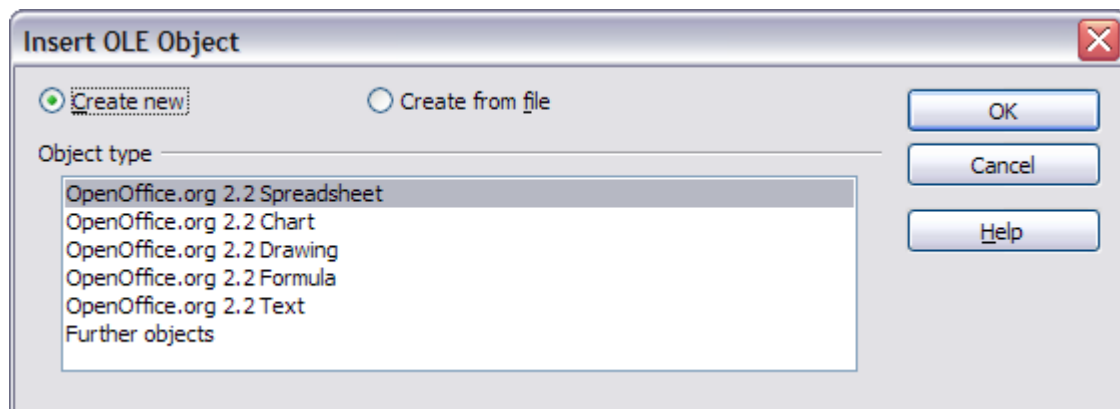 Insert OLE Object
Create new
Create from file
OK
Object type
Cancel
OpenOffice.org 2.2 Spreadsheet
OpenOffice.org 2.2 Chart
Help
OpenOffice.org 2.2 Drawing
OpenOffice.org 2.2 Formula
OpenOffice.org 2.2 Text
Further objects